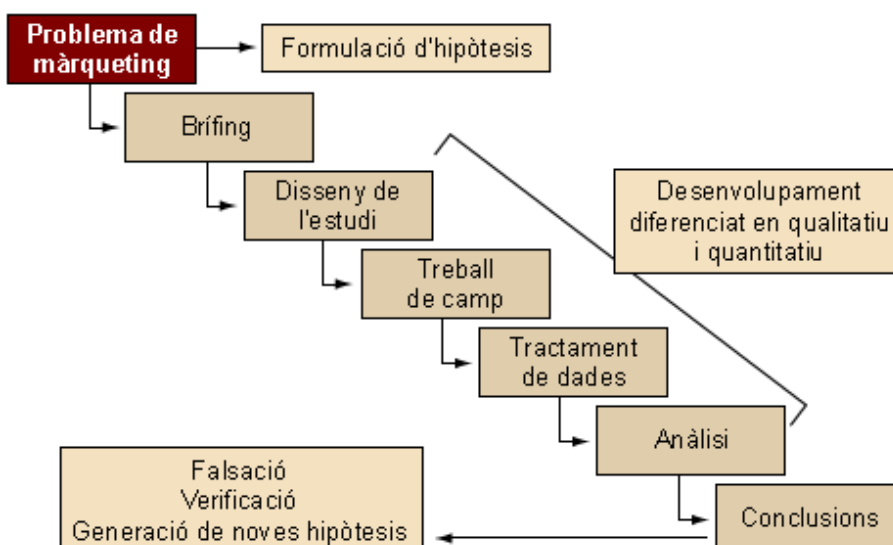 Problema de
màrqueting
Formulació d'hipòtesis
Brífing
Disseny de
l'estudi
Desenvolupament
diferenciat en qualitatiu
i quantitatiu
Treball
de camp
Tractament
de dades
Anàlisi
Falsació
Verificació
Generació de noves hipòtesis
Conclusions